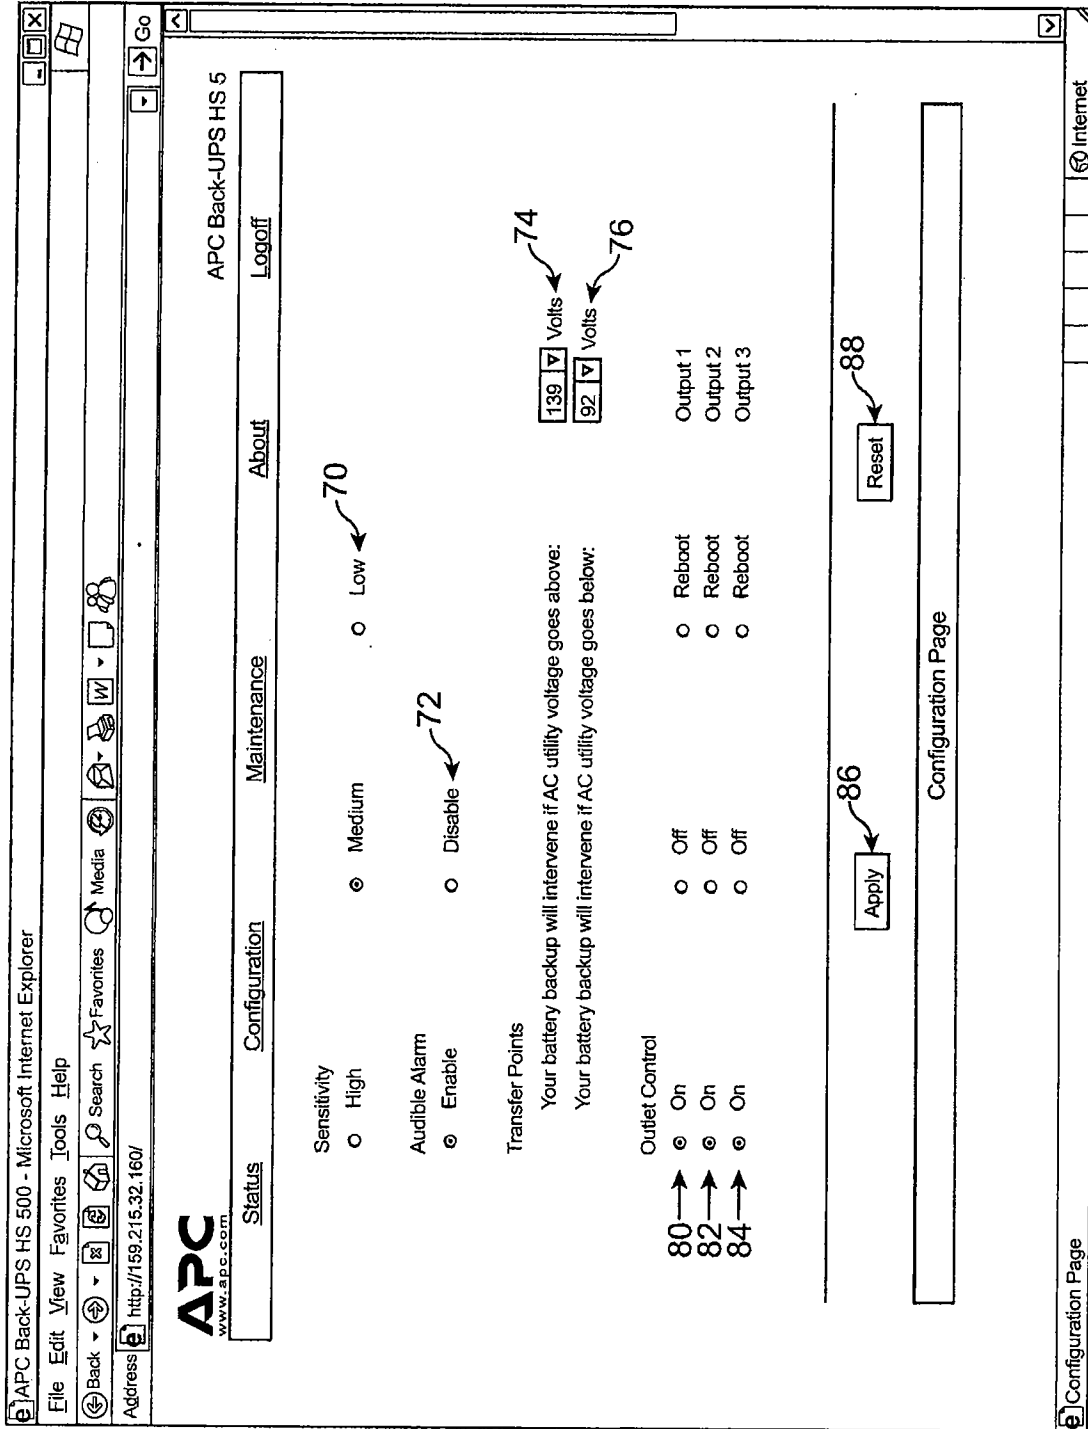 APC Back-UPS HS 500 - Microsoft Internet Explorer
File Edit View Favorites Tools Help
Back Search Favorites Media W
Address http://159.215.32.160/ Go
APC
www.apc.com
APC Back-UPS HS 5
Status Configuration Maintenance About Logoff
Sensitivity
High Medium Low 70
Audible Alarm
Enable Disable 72
Transfer Points
Your battery backup will intervene if AC utility voltage goes above: 139 Volts 74
Your battery backup will intervene if AC utility voltage goes below: 92 Volts 76
Outlet Control
80 On Off Reboot Output 1
82 On Off Reboot Output 2
84 On Off Reboot Output 3
Apply 86 Reset 88
Configuration Page
Configuration Page Internet